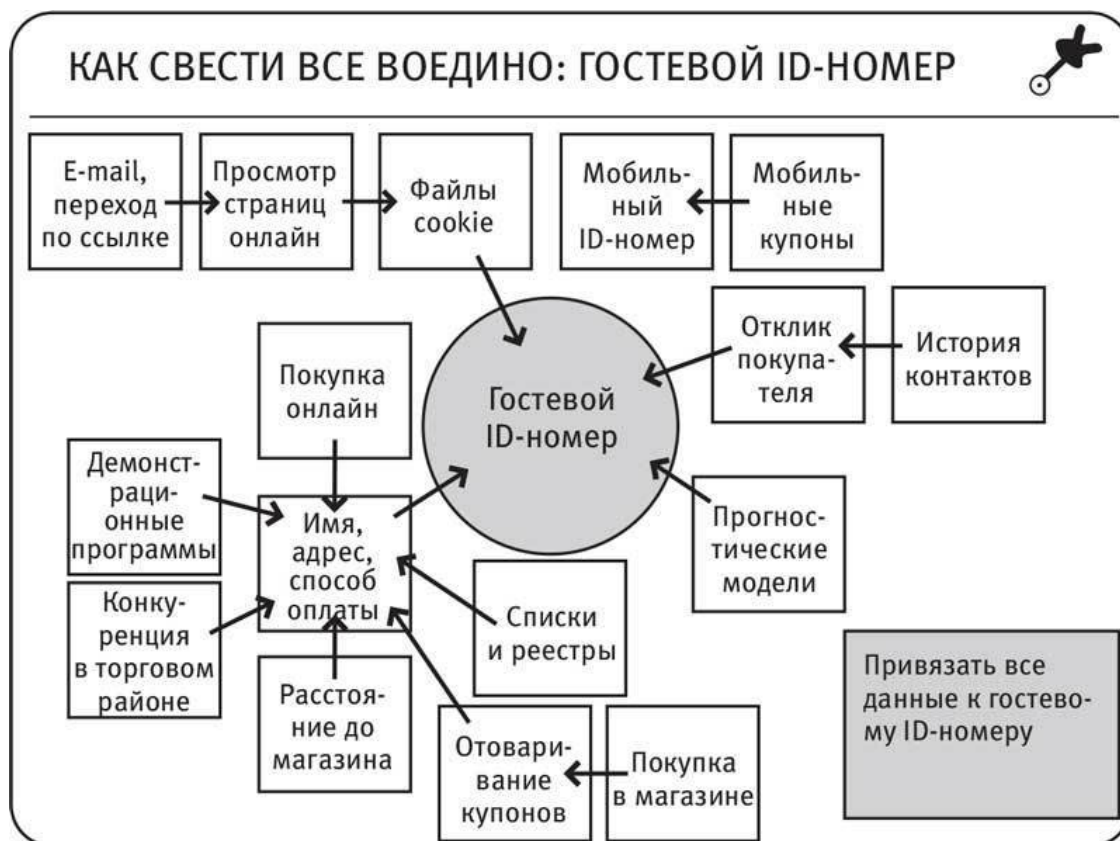 КАК СВЕСТИ ВСЕ ВОЕДИНО: ГОСТЕВОЙ ID-НОМЕР
E-mail,
переход
по ссылке
Просмотр
страниц
онлайн
Файлы
cookie
Мобиль-
ный
ID-номер
Мобиль-
ные
купоны
Отклик
покупа-
теля
История
контактов
Покупка
онлайн
Гостевой
ID-номер
Демонст-
раци-
онные
программы
Имя,
адрес,
способ
оплаты
Прогнос-
тические
модели
Конку-
ренция
в торговом
районе
Списки
и реестры
Расстоя-
ние до
магазина
Отовари-
вание
купонов
Покупка
в магазине
Привязать все
данные к гостево-
му ID-номеру